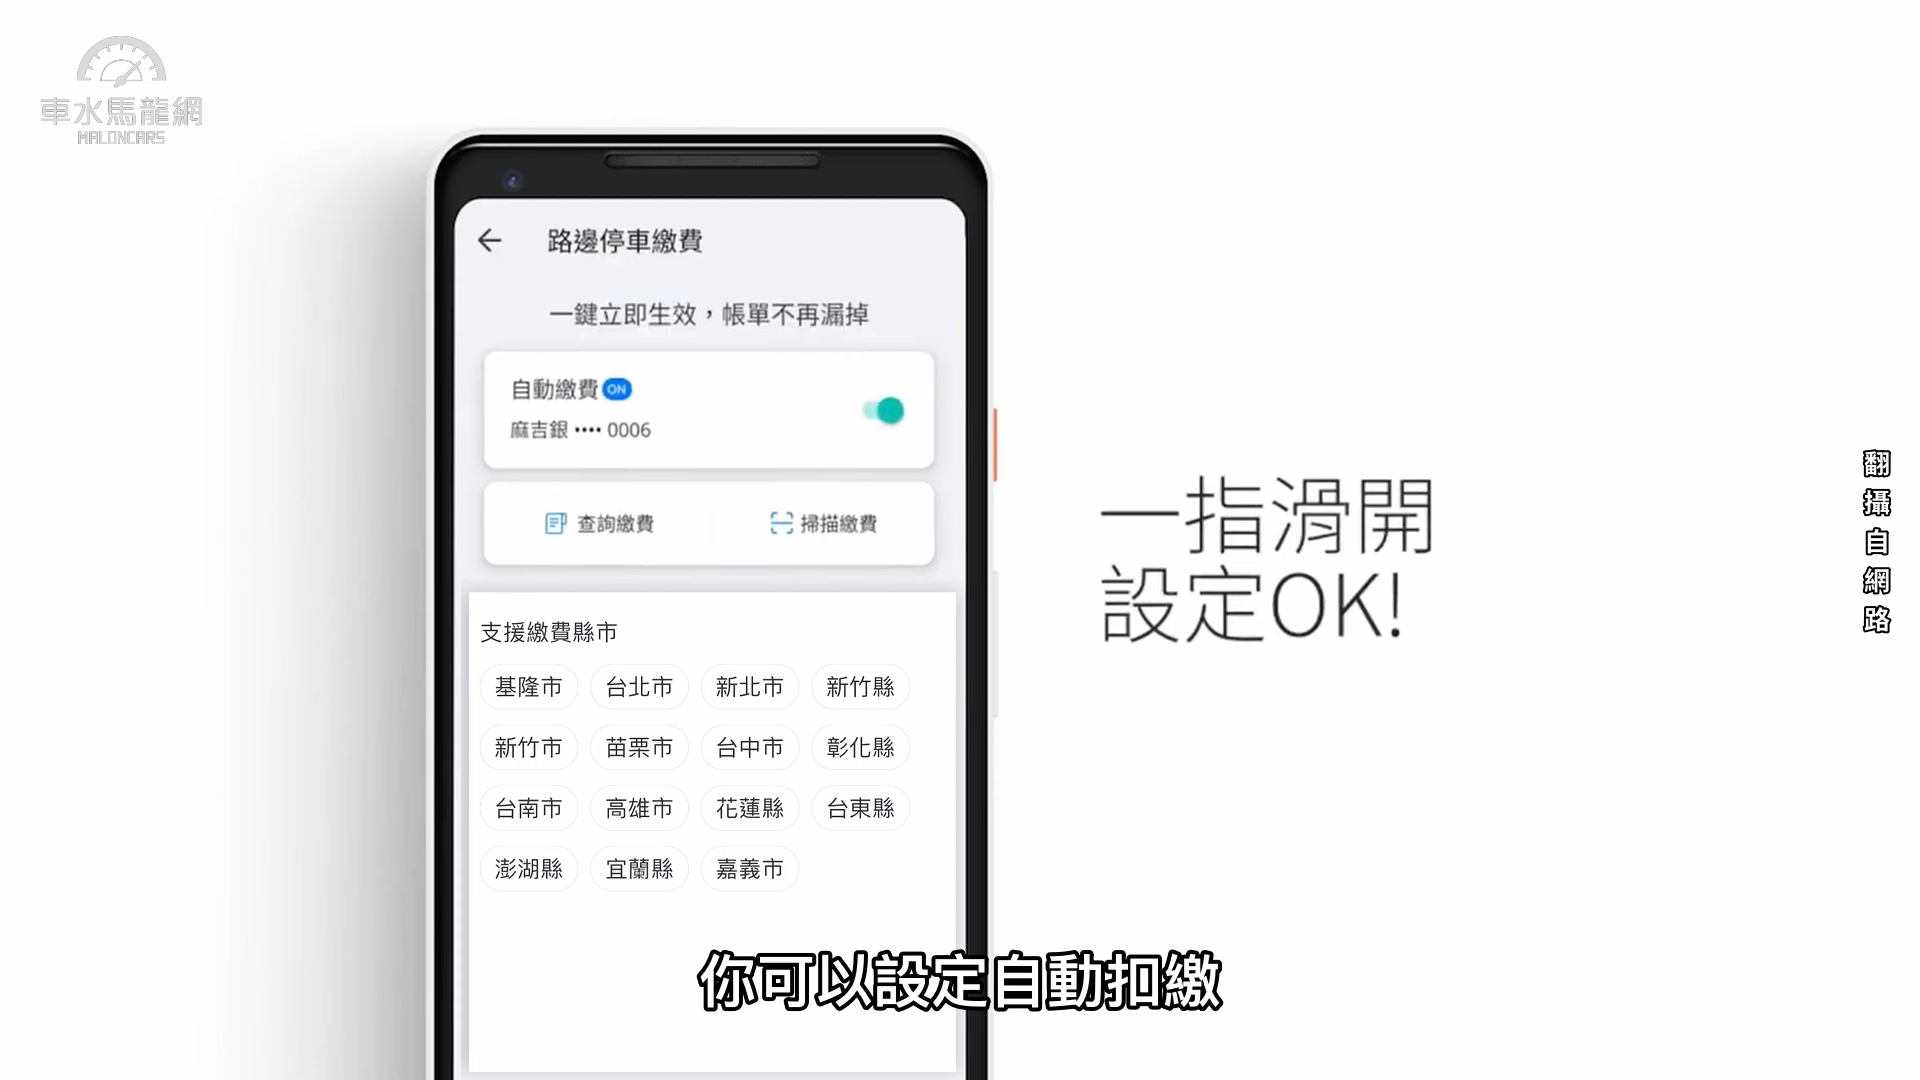 車水馬龍網
MALONCARS
路邊停車繳費
一鍵立即生效，帳單不再漏掉
自動繳費 ON
麻吉銀 •••• 0006
查詢繳費
掃描繳費
支援繳費縣市
基隆市 台北市 新北市 新竹縣
新竹市 苗栗市 台中市 彰化縣
台南市 高雄市 花蓮縣 台東縣
澎湖縣 宜蘭縣 嘉義市
一指滑開
設定OK!
翻攝自網路
你可以設定自動扣繳